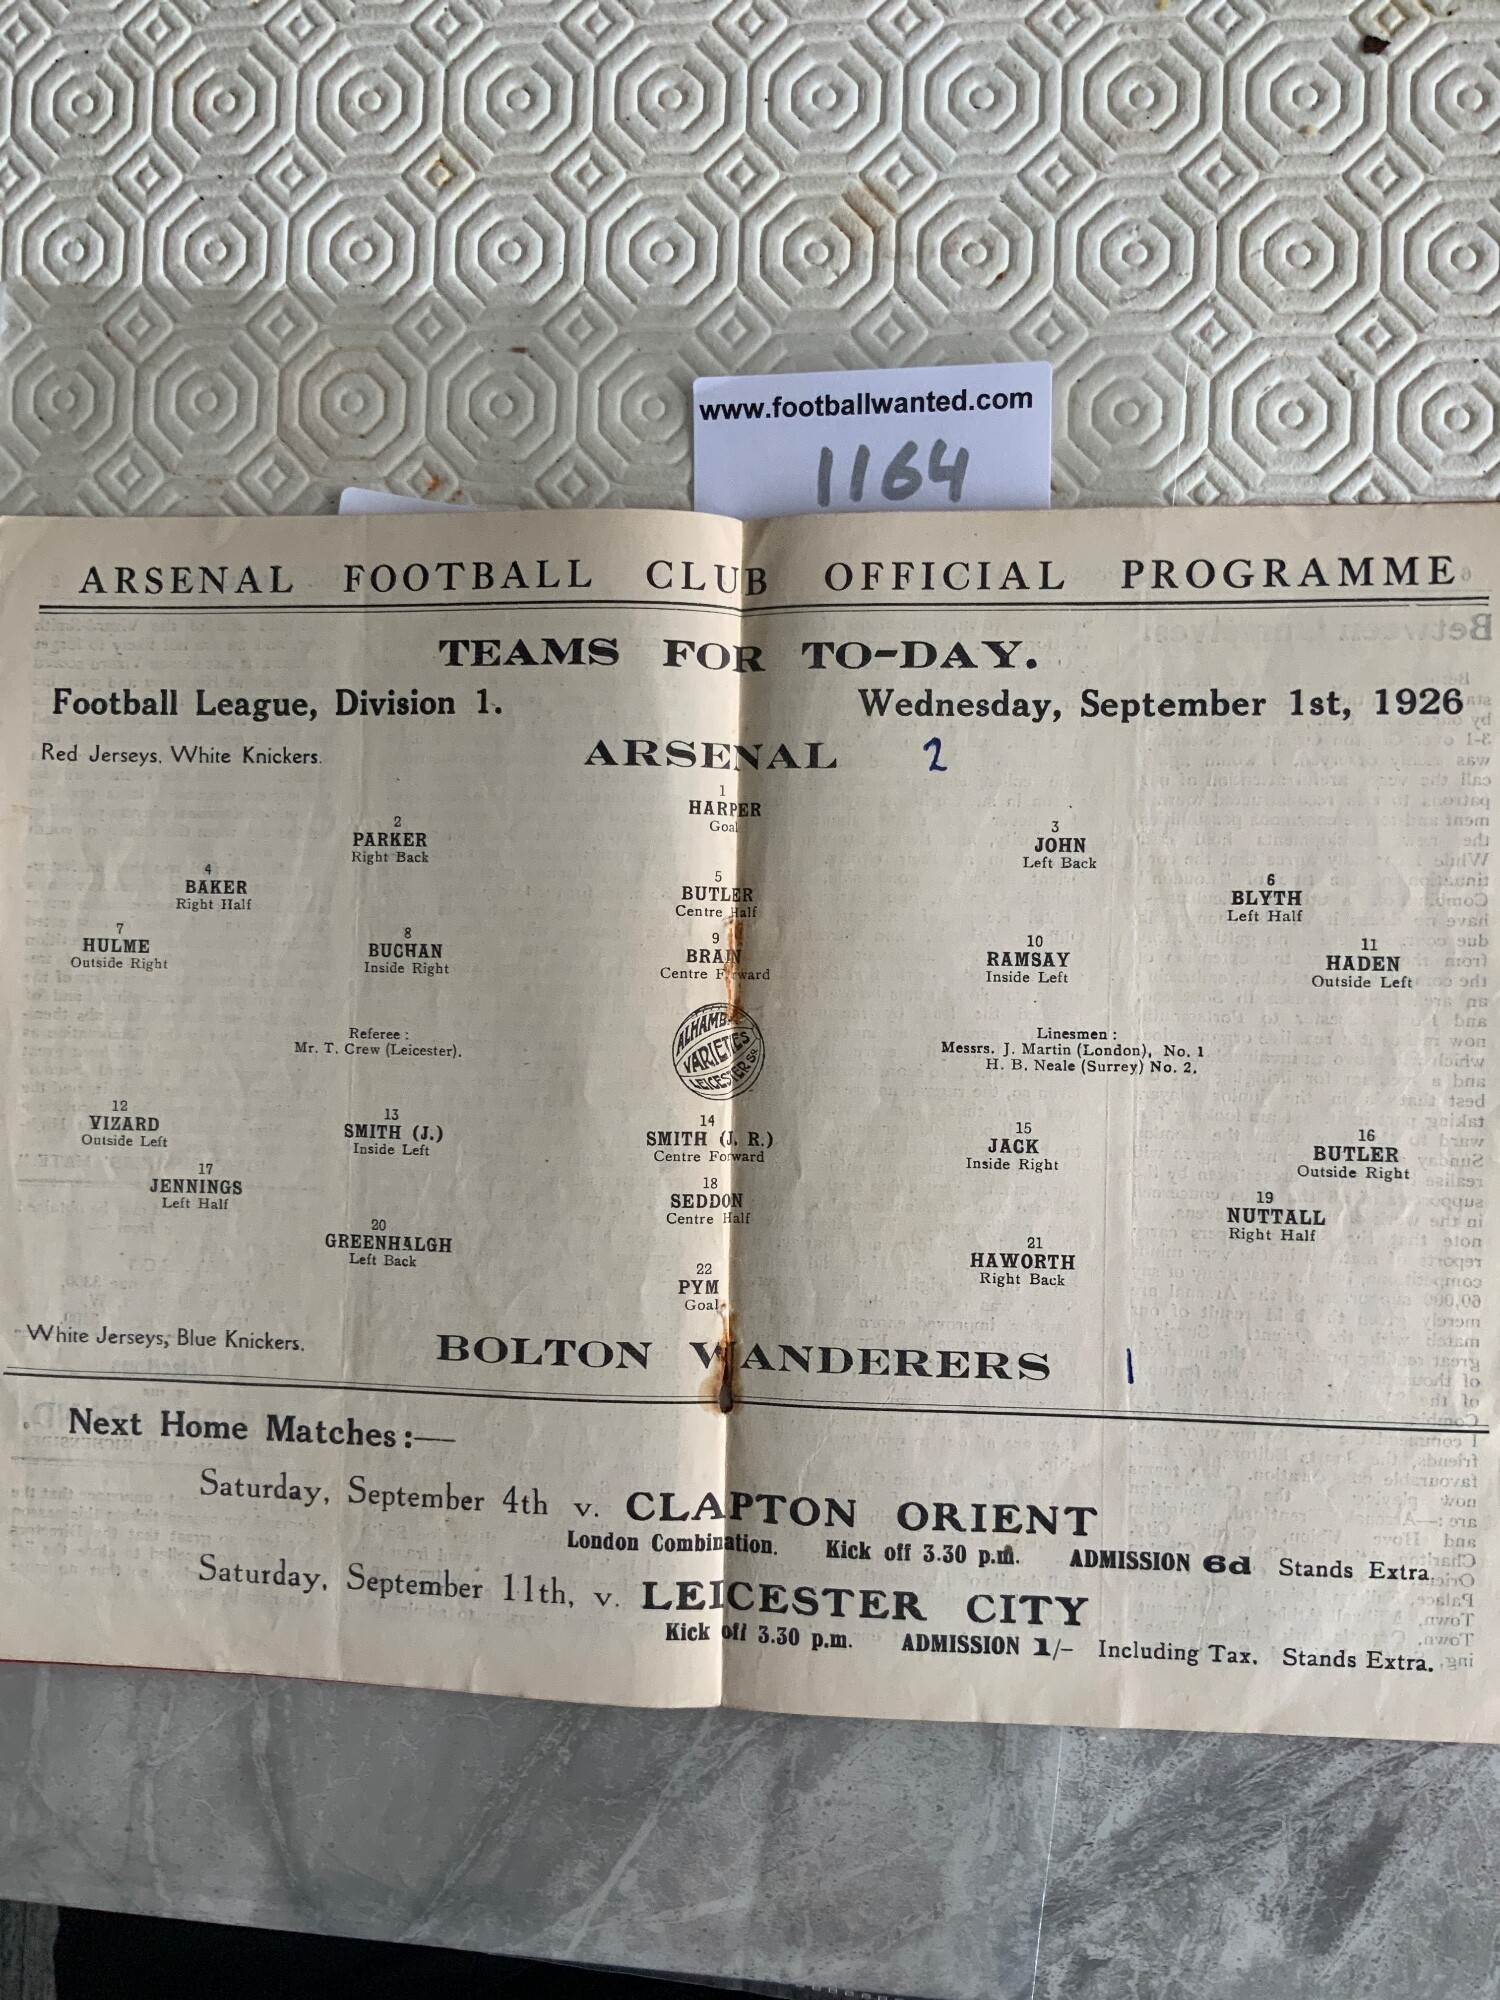 www.footballwanted.com
1164
ARSENAL FOOTBALL CLUB OFFICIAL PROGRAMME
TEAMS FOR TO-DAY.
Football League, Division 1. Wednesday, September 1st, 1926
Red Jerseys, White Knickers. ARSENAL 2
1
HARPER
Goal
2
PARKER
Right Back
3
JOHN
Left Back
4
BAKER
Right Half
5
BUTLER
Centre Half
6
BLYTH
Left Half
7
HULME
Outside Right
8
BUCHAN
Inside Right
9
BRAIN
Centre Forward
10
RAMSAY
Inside Left
11
HADEN
Outside Left
Referee :
Mr. T. Crew (Leicester).
ALHAMB
VARIETIES
LEICESTER SQ.
Linesmen :
Messrs. J. Martin (London), No. 1
H. B. Neale (Surrey) No. 2.
12
VIZARD
Outside Left
13
SMITH (J.)
Inside Left
14
SMITH (J. R.)
Centre Forward
15
JACK
Inside Right
16
BUTLER
Outside Right
17
JENNINGS
Left Half
18
SEDDON
Centre Half
19
NUTTALL
Right Half
20
GREENHALGH
Left Back
21
HAWORTH
Right Back
22
PYM
Goal
White Jerseys, Blue Knickers. BOLTON WANDERERS 1
Next Home Matches :—
Saturday, September 4th v. CLAPTON ORIENT
London Combination. Kick off 3.30 p.m. ADMISSION 6d Stands Extra.
Saturday, September 11th, v. LEICESTER CITY
Kick off 3.30 p.m. ADMISSION 1/- Including Tax. Stands Extra.